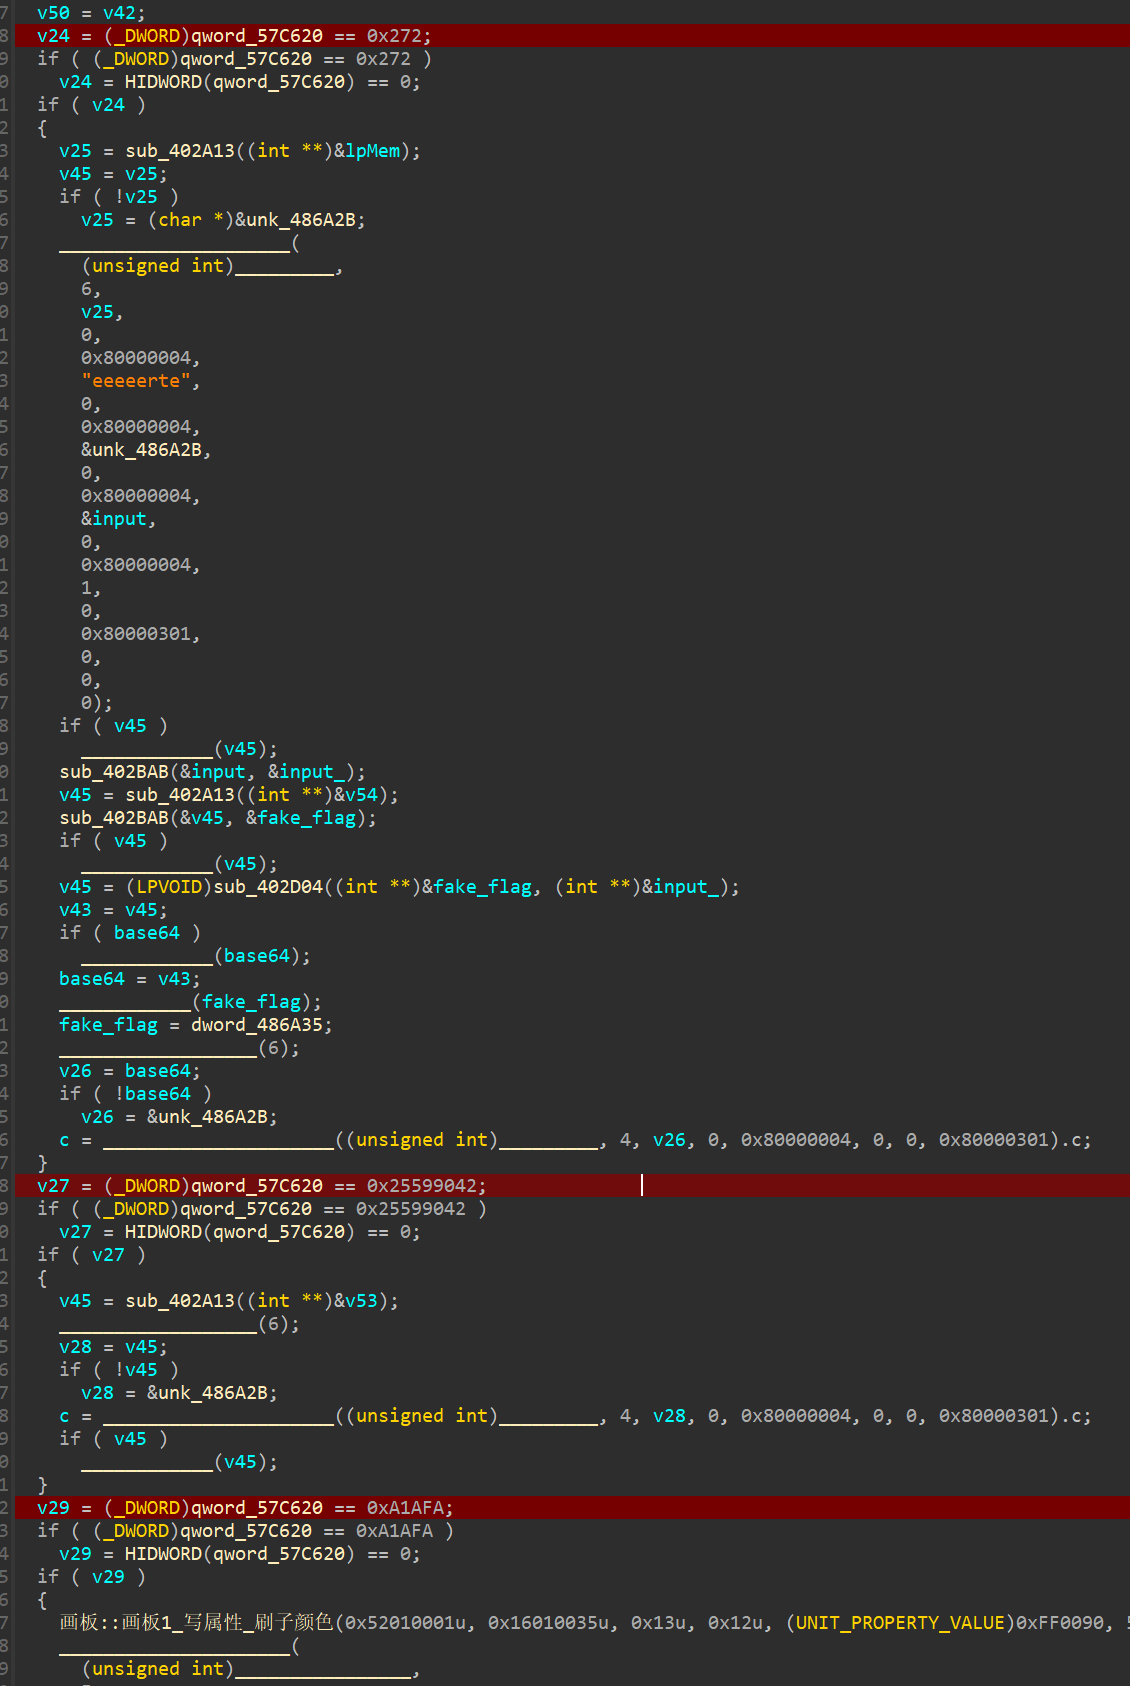 7 v50 = v42;
8 v24 = (_DWORD)qword_57C620 == 0x272;
9 if ( (_DWORD)qword_57C620 == 0x272 )
0 v24 = HIDWORD(qword_57C620) == 0;
1 if ( v24 )
2 {
3 v25 = sub_402A13((int **)&lpMem);
4 v45 = v25;
5 if ( !v25 )
6 v25 = (char *)&unk_486A2B;
7 _____________________(
8 (unsigned int)_________,
9 6,
0 v25,
1 0,
2 0x80000004,
3 "eeeeerte",
4 0,
5 0x80000004,
6 &unk_486A2B,
7 0,
8 0x80000004,
9 &input,
0 0,
1 0x80000004,
2 1,
3 0,
4 0x80000301,
5 0,
6 0,
7 0);
8 if ( v45 )
9 ____________(v45);
0 sub_402BAB(&input, &input_);
1 v45 = sub_402A13((int **)&v54);
2 sub_402BAB(&v45, &fake_flag);
3 if ( v45 )
4 ____________(v45);
5 v45 = (LPVOID)sub_402D04((int **)&fake_flag, (int **)&input_);
6 v43 = v45;
7 if ( base64 )
8 ____________(base64);
9 base64 = v43;
0 ____________(fake_flag);
1 fake_flag = dword_486A35;
2 __________________(6);
3 v26 = base64;
4 if ( !base64 )
5 v26 = &unk_486A2B;
6 c = _____________________((unsigned int)_________, 4, v26, 0, 0x80000004, 0, 0, 0x80000301).c;
7 }
8 v27 = (_DWORD)qword_57C620 == 0x25599042;
9 if ( (_DWORD)qword_57C620 == 0x25599042 )
0 v27 = HIDWORD(qword_57C620) == 0;
1 if ( v27 )
2 {
3 v45 = sub_402A13((int **)&v53);
4 __________________(6);
5 v28 = v45;
6 if ( !v45 )
7 v28 = &unk_486A2B;
8 c = _____________________((unsigned int)_________, 4, v28, 0, 0x80000004, 0, 0, 0x80000301).c;
9 if ( v45 )
0 ____________(v45);
1 }
2 v29 = (_DWORD)qword_57C620 == 0xA1AFA;
3 if ( (_DWORD)qword_57C620 == 0xA1AFA )
4 v29 = HIDWORD(qword_57C620) == 0;
5 if ( v29 )
6 {
7 画板::画板1_写属性_刷子颜色(0x52010001u, 0x16010035u, 0x13u, 0x12u, (UNIT_PROPERTY_VALUE)0xFF0090,
8 _____________________(
9 (unsigned int)________________,